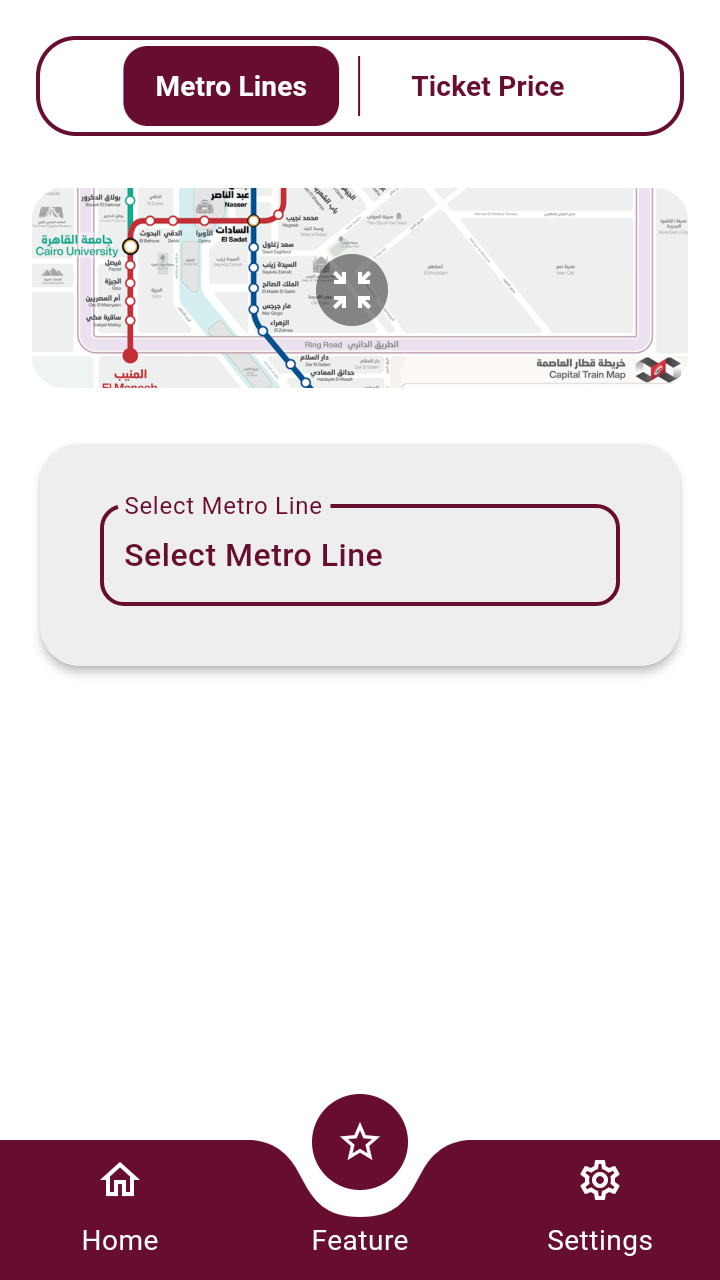 Metro Lines
Ticket Price
بولاق الدكرور
جامعة القاهرة
Cairo University
فيصل
Faysal
الجيزة
Giza
أم المصريين
Om El Masryeen
ساقية مكي
Sakyat Mekky
المنيب
El Moneeb
البحوث
El Bohoos
الدقي
Dokki
الأوبرا
Opera
عبد الناصر
Nasser
السادات
El Sadat
محمد نجيب
Nageeb
سعد زغلول
Saad Zaghloul
السيدة زينب
Sayeda Zainab
الملك الصالح
El Malek El Saleh
مار جرجس
Mar Girgis
الزهراء
El Zahraa
دار السلام
Dar El Salam
حدائق المعادي
Hadayek El Maadi
باب الشعرية
Ring Road الطريق الدائري
خريطة قطار العاصمة
Capital Train Map
Select Metro Line
Select Metro Line
Home
Feature
Settings